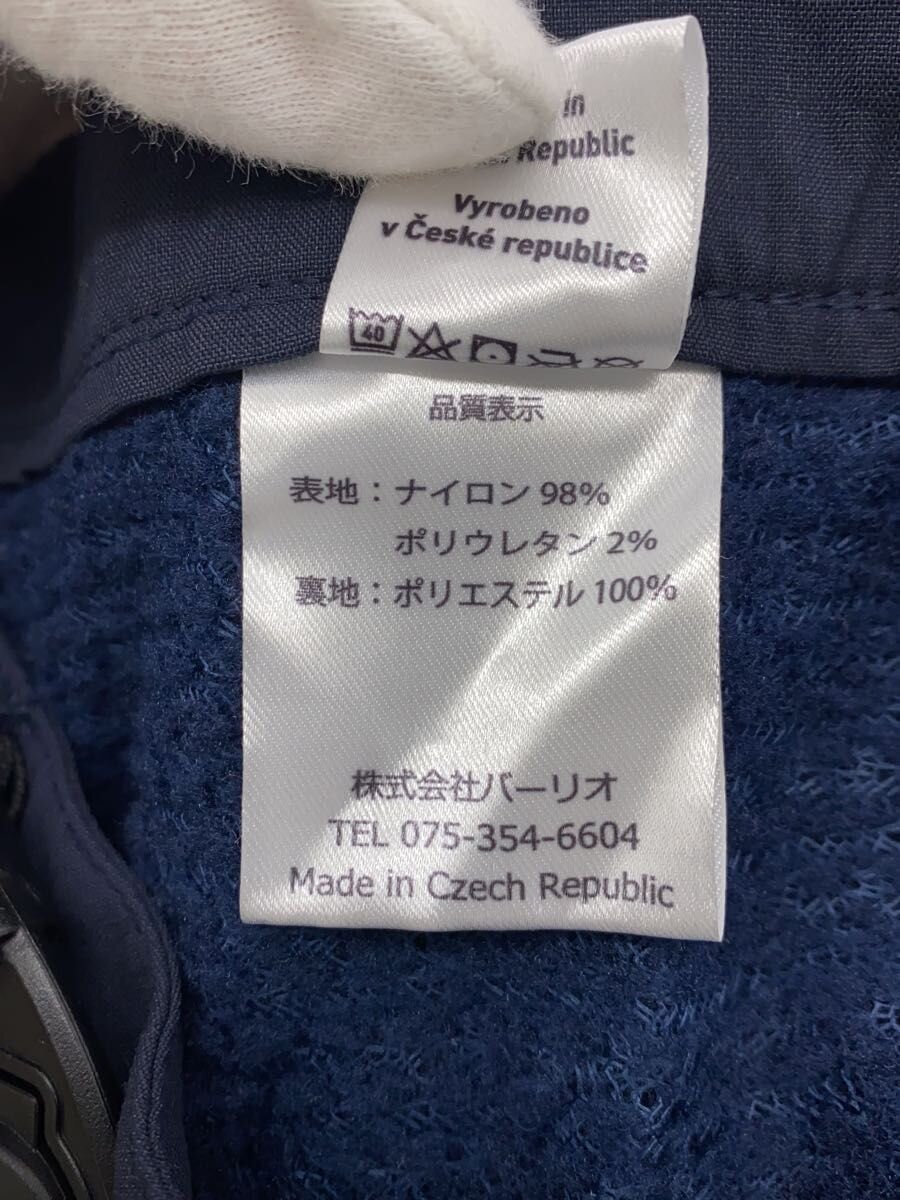 in
Republic
Vyrobeno
v České republice
40
品質表示
表地：ナイロン 98%
ポリウレタン 2%
裏地：ポリエステル 100%
株式会社バーリオ
TEL 075-354-6604
Made in Czech Republic